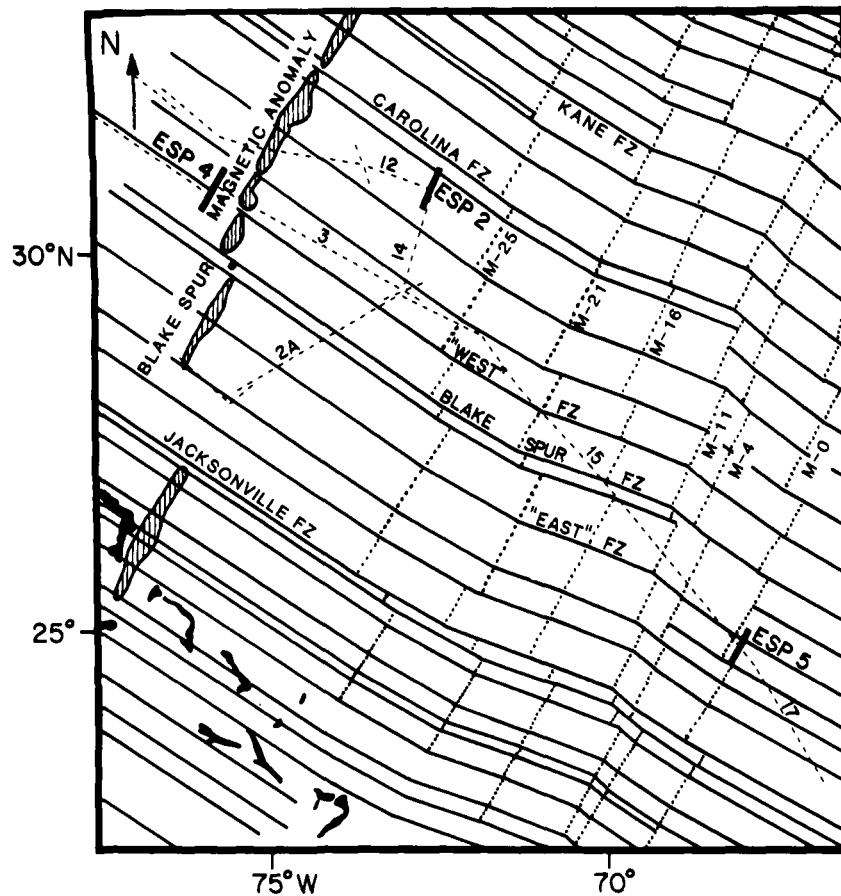 N
MAGNETIC ANOMALY
CAROLINA FZ
KANE FZ
ESP 4
12
ESP 2
3
14
30°N
M-25
M-21
M-16
BLAKE SPUR
2A
"WEST" FZ
BLAKE SPUR FZ
15
M-11
M-4
M-0
JACKSONVILLE FZ
"EAST" FZ
25°
ESP 5
17
75°W
70°